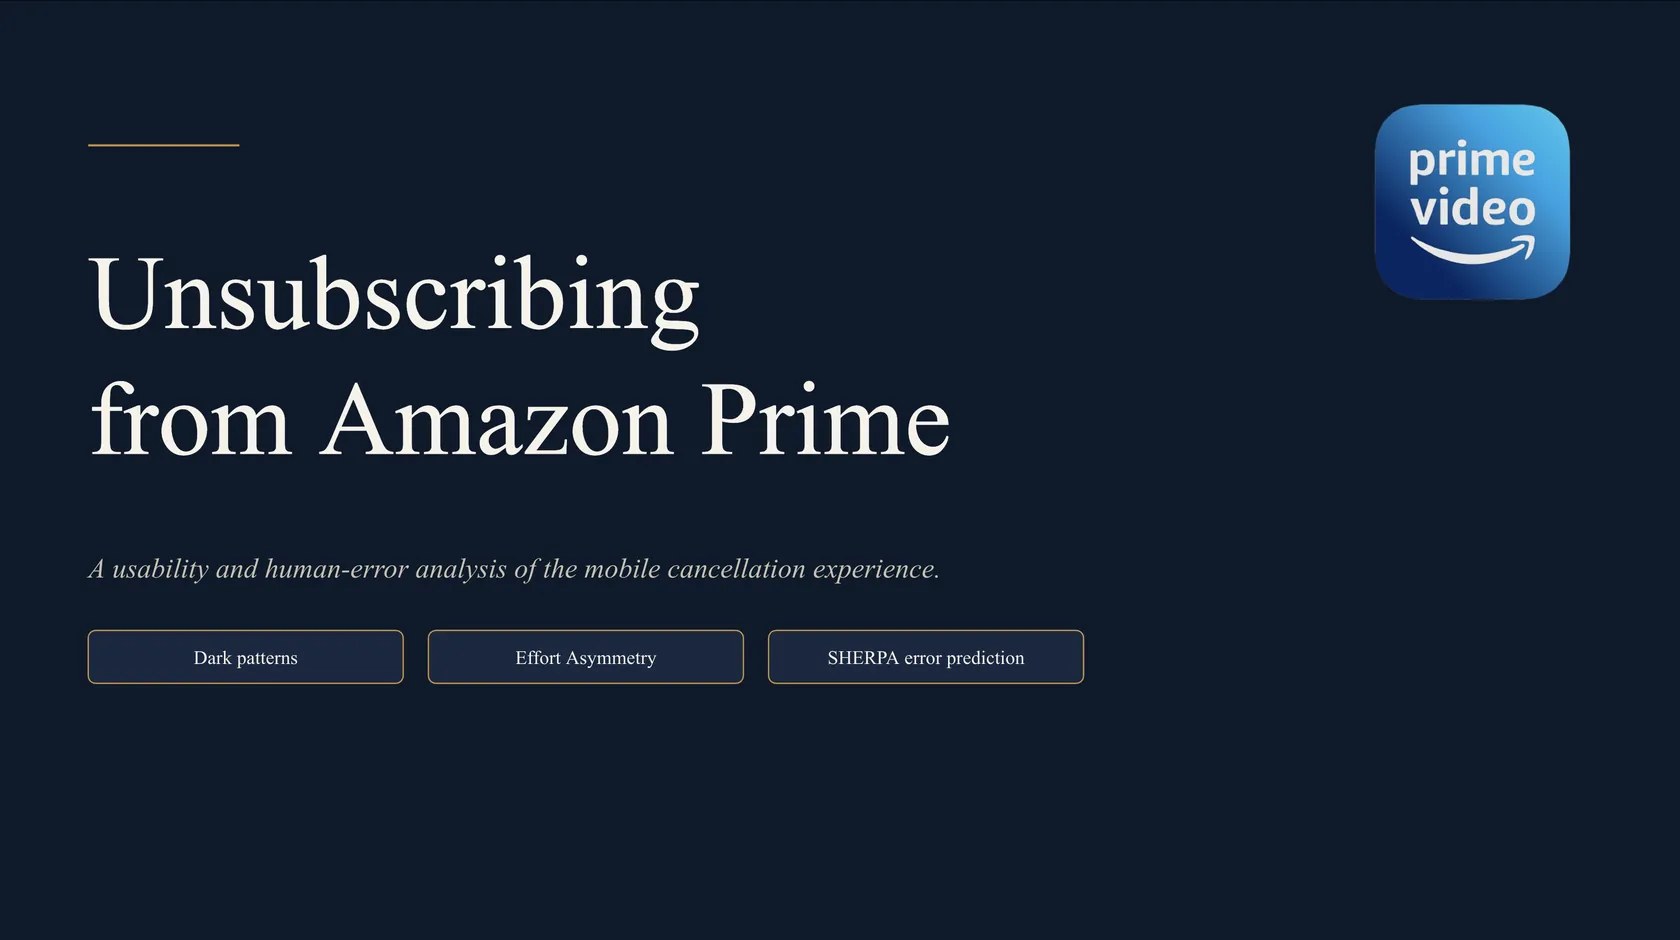 prime
video
Unsubscribing
from Amazon Prime
A usability and human-error analysis of the mobile cancellation experience.
Dark patterns
Effort Asymmetry
SHERPA error prediction